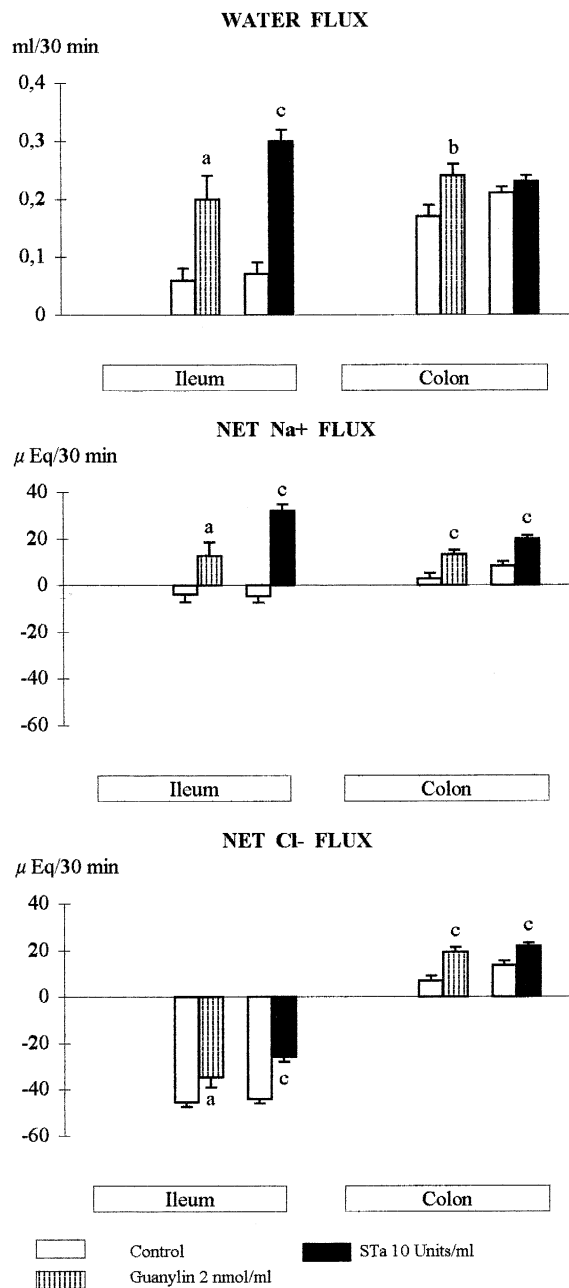 WATER FLUX
ml/30 min
0,4
c
0,3
a
b
0,2
0,1
0
Ileum
Colon
NET Na+ FLUX
μ Eq/30 min
40
c
a
c
c
20
0
-20
-40
-60
Ileum
Colon
NET Cl- FLUX
μ Eq/30 min
40
c
c
20
0
-20
-40
a
c
-60
Ileum
Colon
Control
STa 10 Units/ml
Guanylin 2 nmol/ml